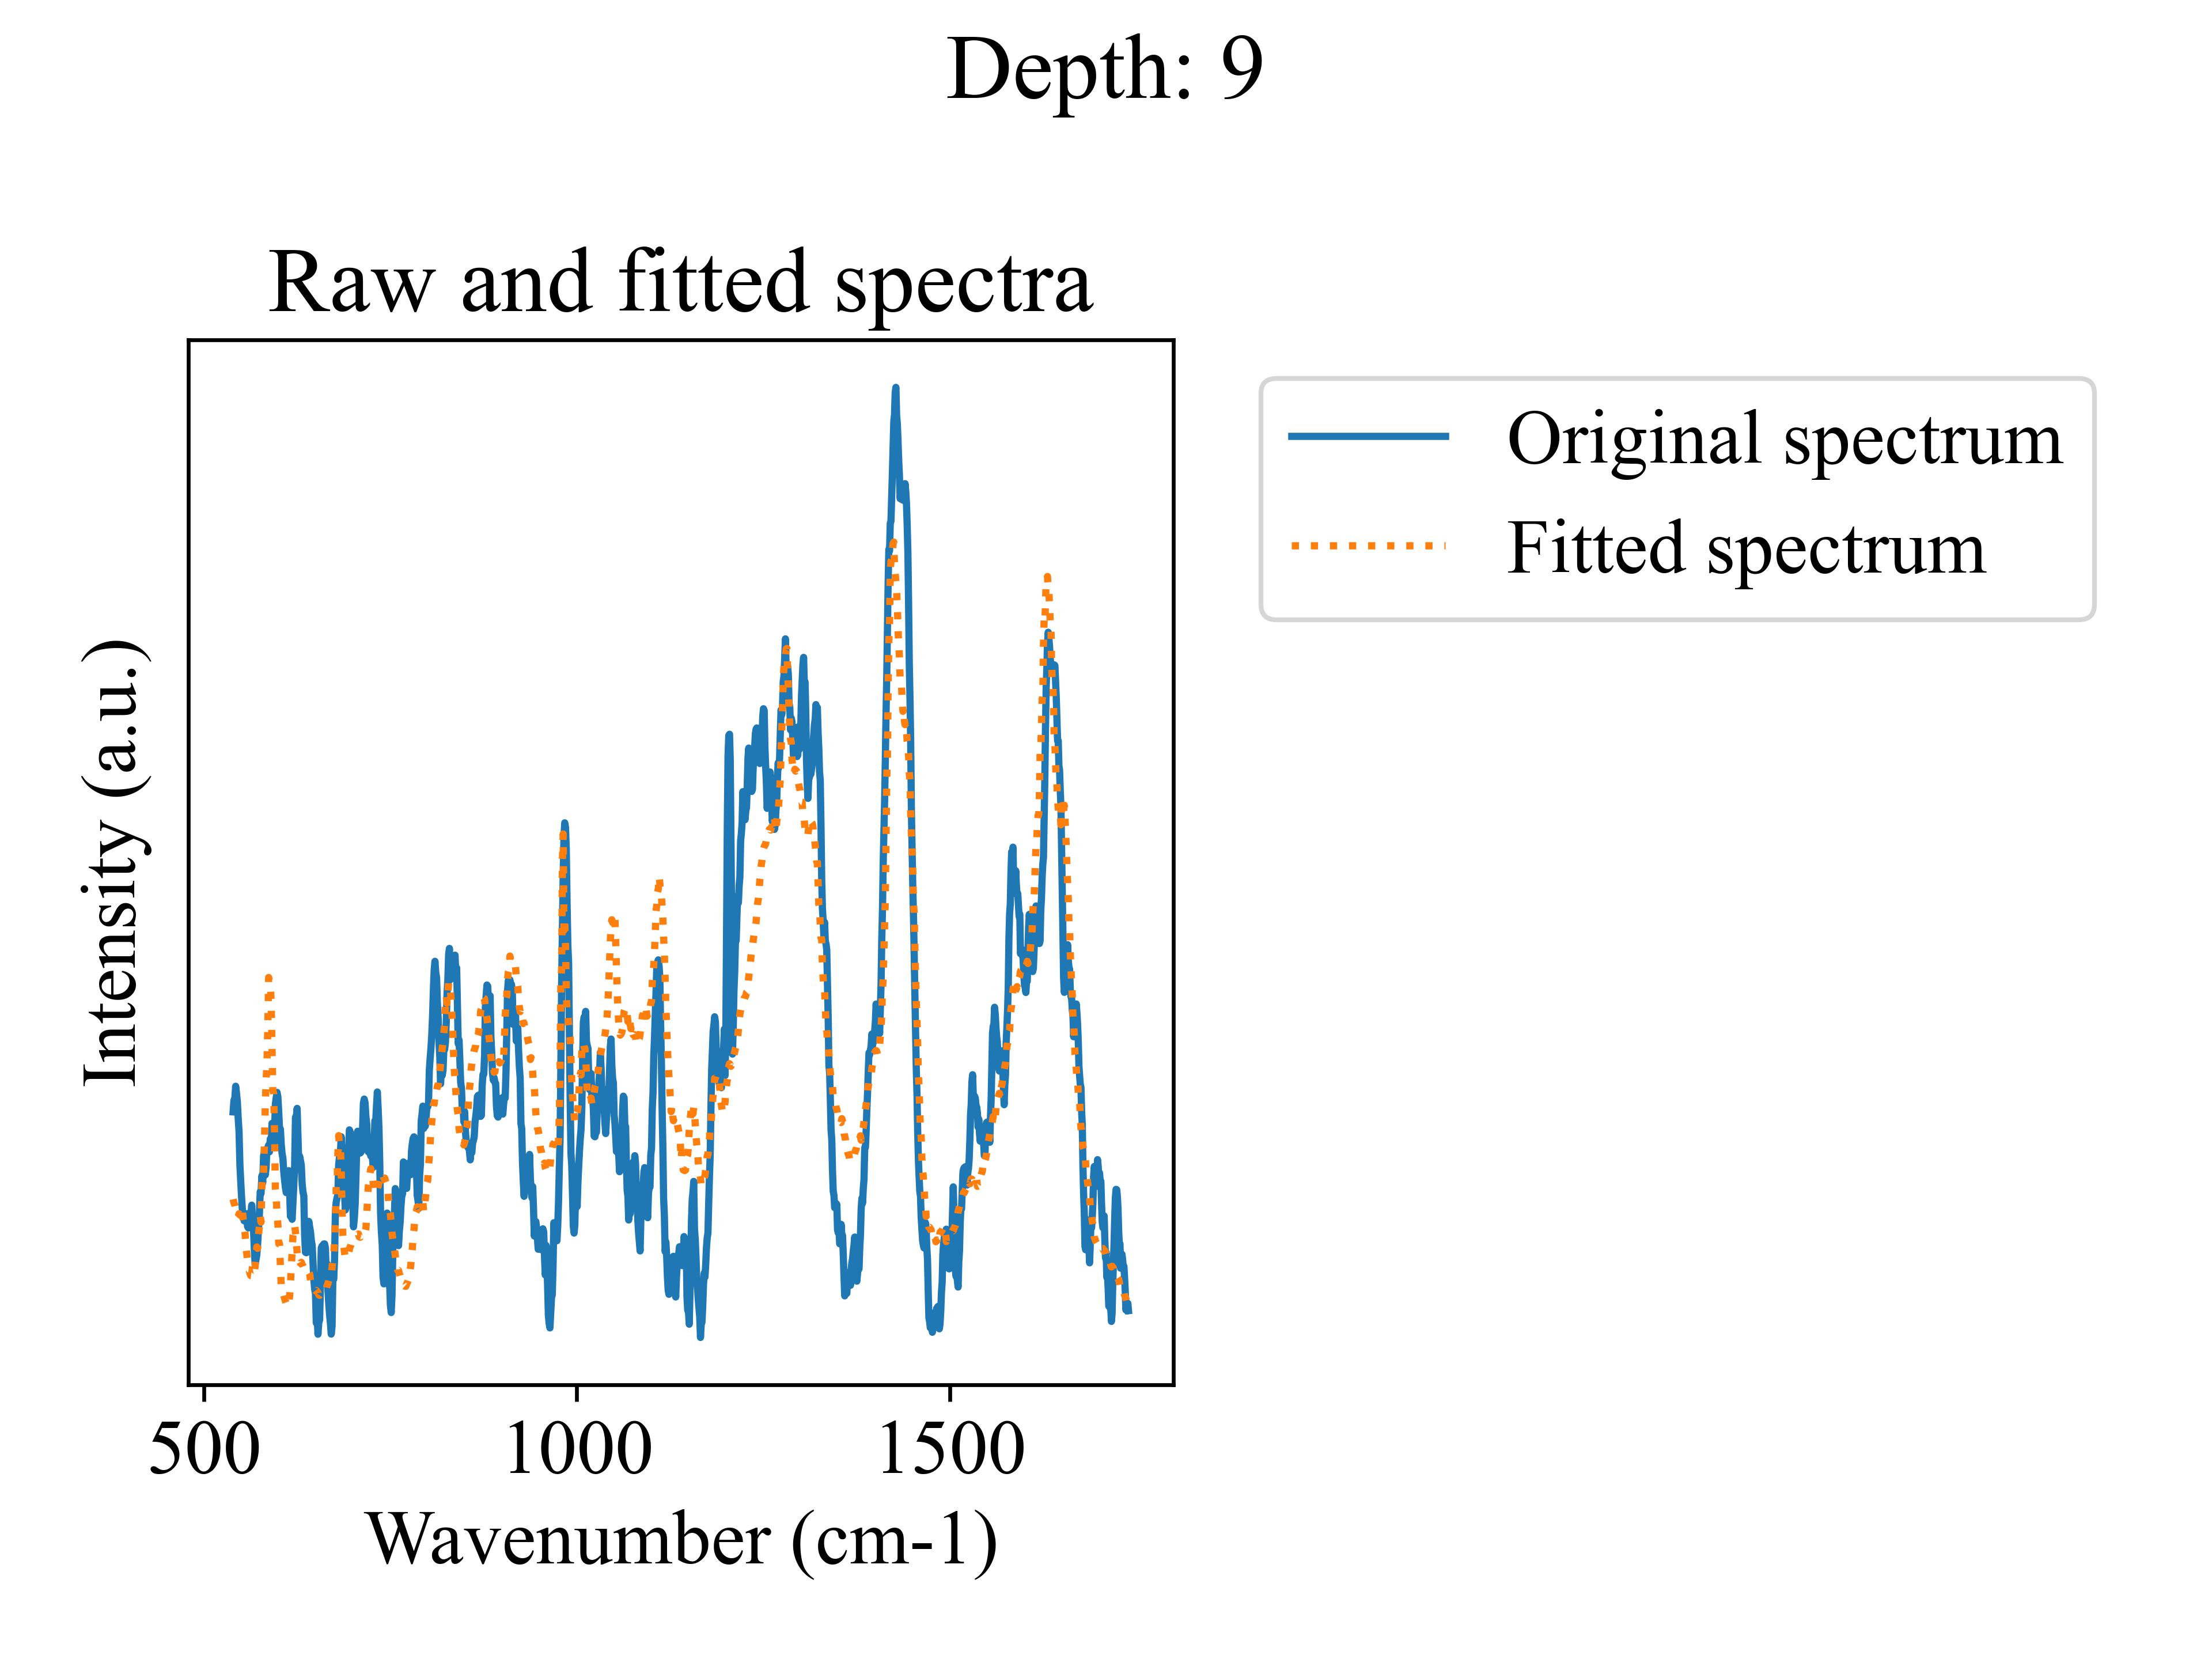 Depth: 9
Raw and fitted spectra
Original spectrum
Fitted spectrum
Intensity (a.u.)
500 1000 1500
Wavenumber (cm-1)